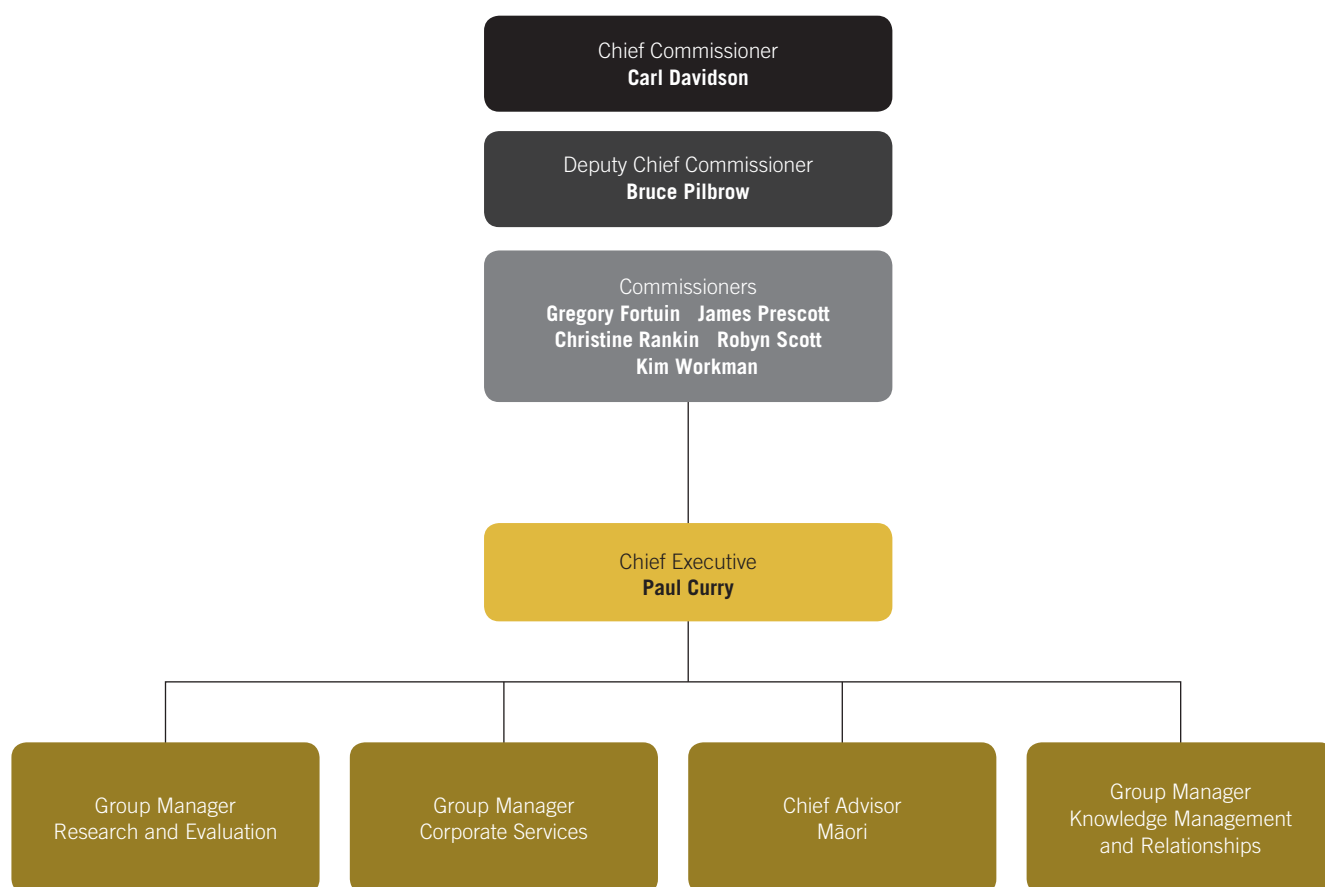 Chief Commissioner
Carl Davidson
Deputy Chief Commissioner
Bruce Pilbrow
Commissioners
Gregory Fortuin James Prescott
Christine Rankin Robyn Scott
Kim Workman
Chief Executive
Paul Curry
Group Manager
Research and Evaluation
Group Manager
Corporate Services
Chief Advisor
Māori
Group Manager
Knowledge Management
and Relationships